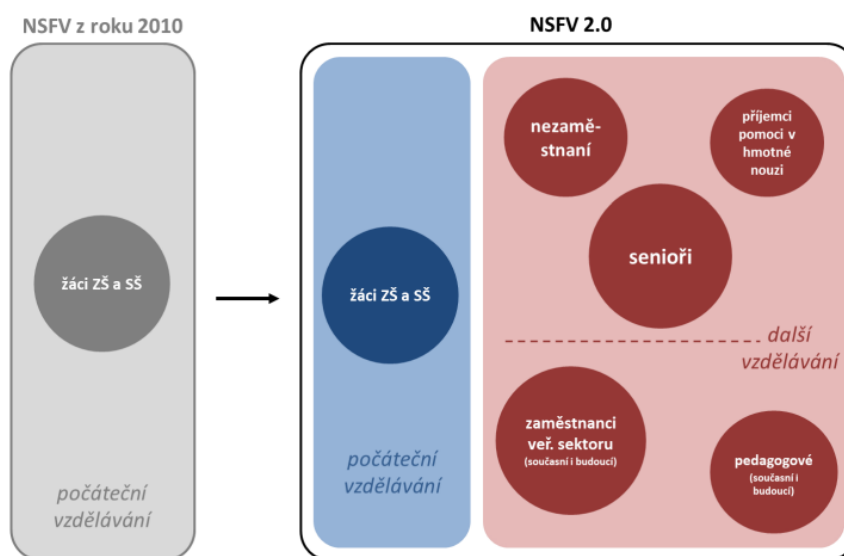 NSFV z roku 2010
žáci ZŠ a SŠ
počáteční
vzdělávání
NSFV 2.0
žáci ZŠ a SŠ
počáteční
vzdělávání
nezamě-
stnaní
příjemci
pomoci v
hmotné
nouzi
senioři
další
vzdělávání
zaměstnanci
veř. sektoru
(současní i budoucí)
pedagogové
(současní i
budoucí)